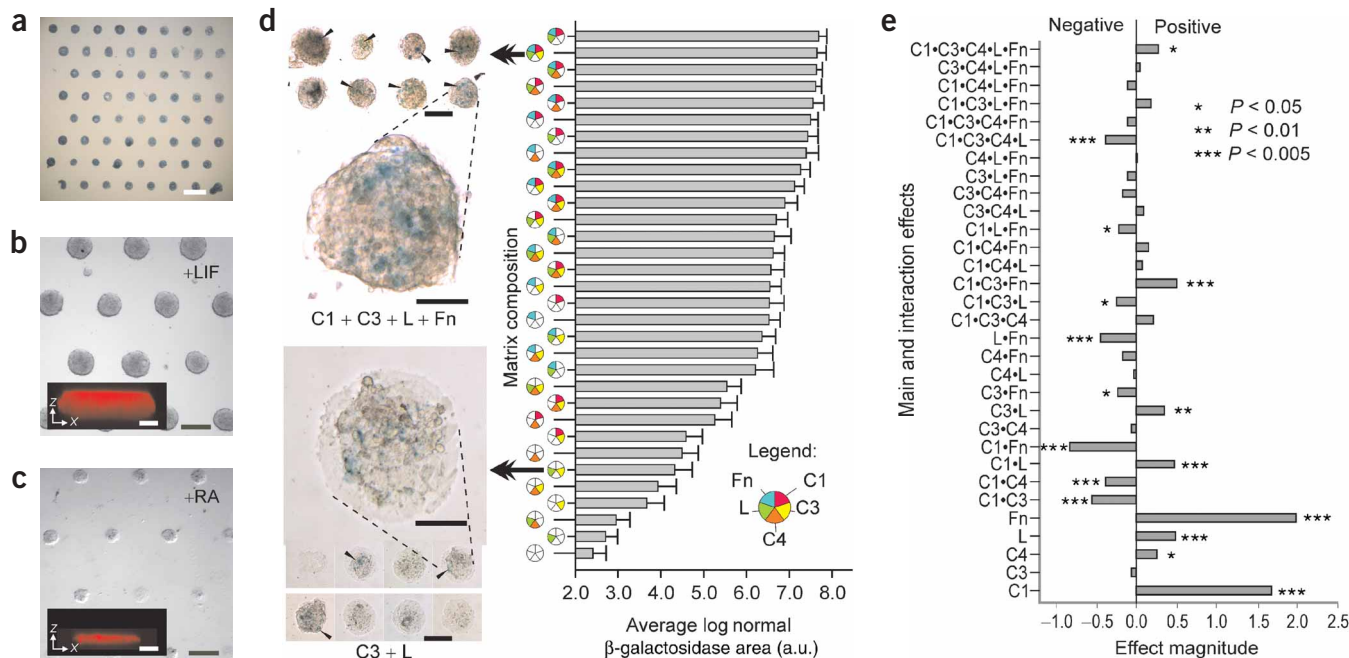 a
b
+LIF
z
x
c
+RA
z
x
d
C1 + C3 + L + Fn
C3 + L
Matrix composition
Legend:
Fn
C1
L
C3
C4
2.0 3.0 4.0 5.0 6.0 7.0 8.0
Average log normal
β-galactosidase area (a.u.)
e
Negative Positive
Main and interaction effects
C1•C3•C4•L•Fn *
C3•C4•L•Fn
C1•C4•L•Fn
C1•C3•L•Fn
C1•C3•C4•Fn
C1•C3•C4•L ***
C4•L•Fn
C3•L•Fn
C3•C4•Fn
C3•C4•L
C1•L•Fn *
C1•C4•Fn
C1•C4•L
C1•C3•Fn ***
C1•C3•L *
C1•C3•C4
L•Fn ***
C4•Fn
C4•L
C3•Fn *
C3•L **
C3•C4
C1•Fn ***
C1•L ***
C1•C4 ***
C1•C3 ***
Fn ***
L ***
C4 *
C3
C1 ***
* P < 0.05
** P < 0.01
*** P < 0.005
−1.0 −0.5 0.0 0.5 1.0 1.5 2.0 2.5
Effect magnitude